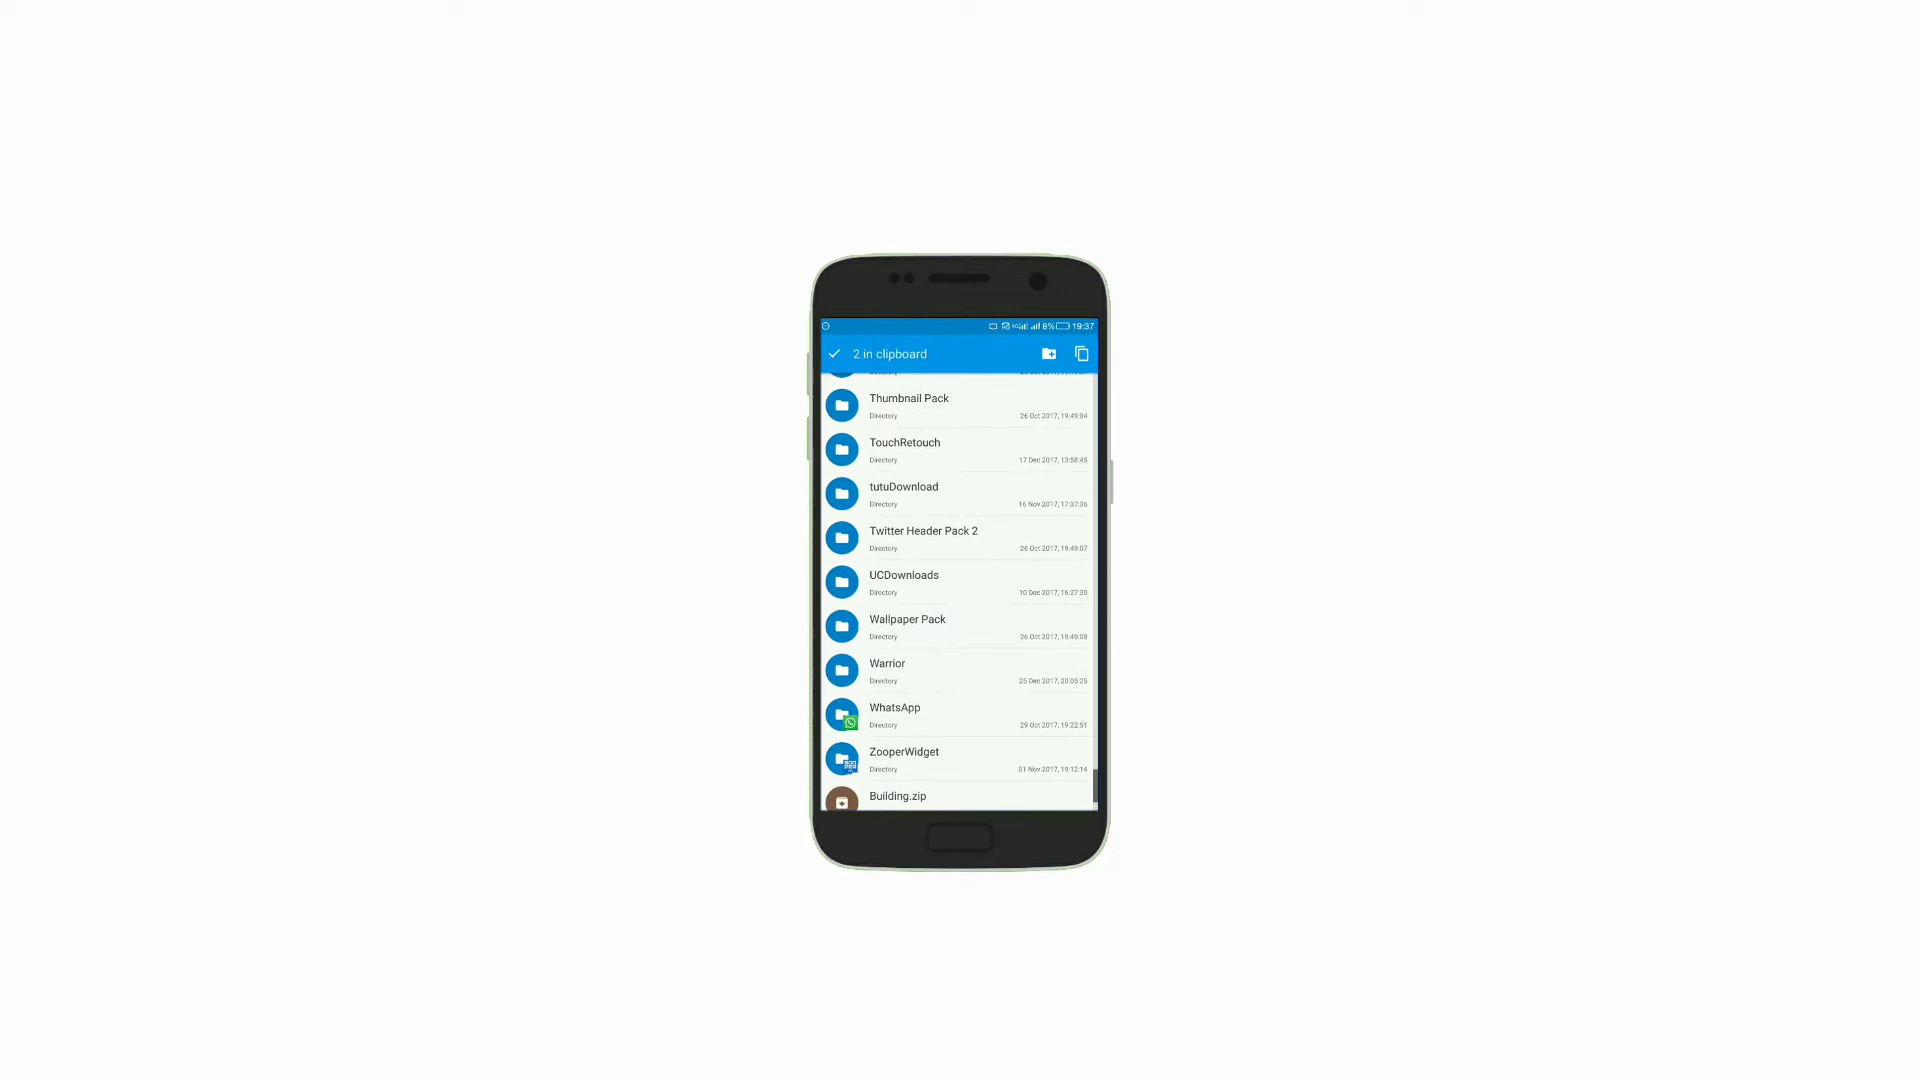 4G 8% 19:37
2 in clipboard
Directory
Thumbnail Pack
Directory 26 Oct 2017, 19:49:04
TouchRetouch
Directory 17 Dec 2017, 13:58:45
tutuDownload
Directory 16 Nov 2017, 17:37:36
Twitter Header Pack 2
Directory 26 Oct 2017, 19:49:07
UCDownloads
Directory 10 Dec 2017, 16:27:30
Wallpaper Pack
Directory 26 Oct 2017, 19:49:08
Warrior
Directory 25 Dec 2017, 20:05:25
WhatsApp
Directory 29 Oct 2017, 19:22:51
ZooperWidget
Directory 01 Nov 2017, 19:12:14
Building.zip